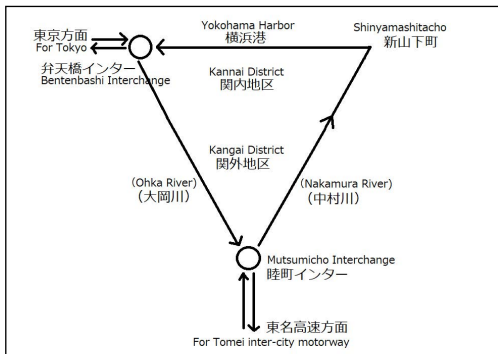 Yokohama Harbor
横浜港
Shinyamashitacho
新山下町
東京方面
For Tokyo
弁天橋インター
Bentenbashi Interchange
Kannai District
関内地区
Kangai District
関外地区
(Ohka River)
(大岡川)
(Nakamura River)
(中村川)
Mutsumicho Interchange
睦町インター
東名高速方面
For Tomei inter-city motorway